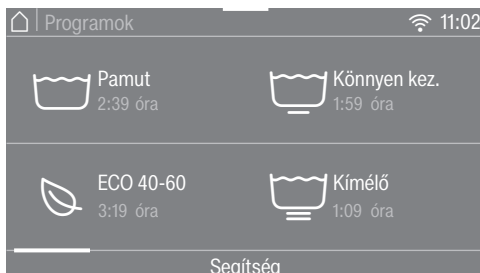 Programok 11:02
Pamut
2:39 óra
Könnyen kez.
1:59 óra
ECO 40-60
3:19 óra
Kímélő
1:09 óra
Segítség